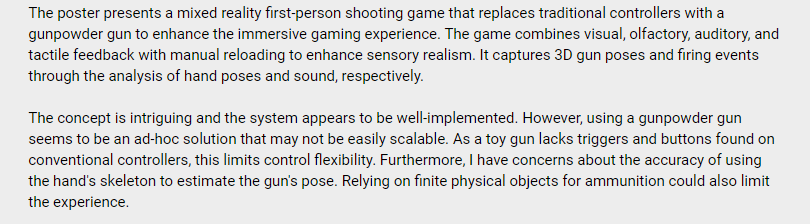 The poster presents a mixed reality first-person shooting game that replaces traditional controllers with a
gunpowder gun to enhance the immersive gaming experience. The game combines visual, olfactory, auditory, and
tactile feedback with manual reloading to enhance sensory realism. It captures 3D gun poses and firing events
through the analysis of hand poses and sound, respectively.
The concept is intriguing and the system appears to be well-implemented. However, using a gunpowder gun
seems to be an ad-hoc solution that may not be easily scalable. As a toy gun lacks triggers and buttons found on
conventional controllers, this limits control flexibility. Furthermore, I have concerns about the accuracy of using
the hand's skeleton to estimate the gun's pose. Relying on finite physical objects for ammunition could also limit
the experience.